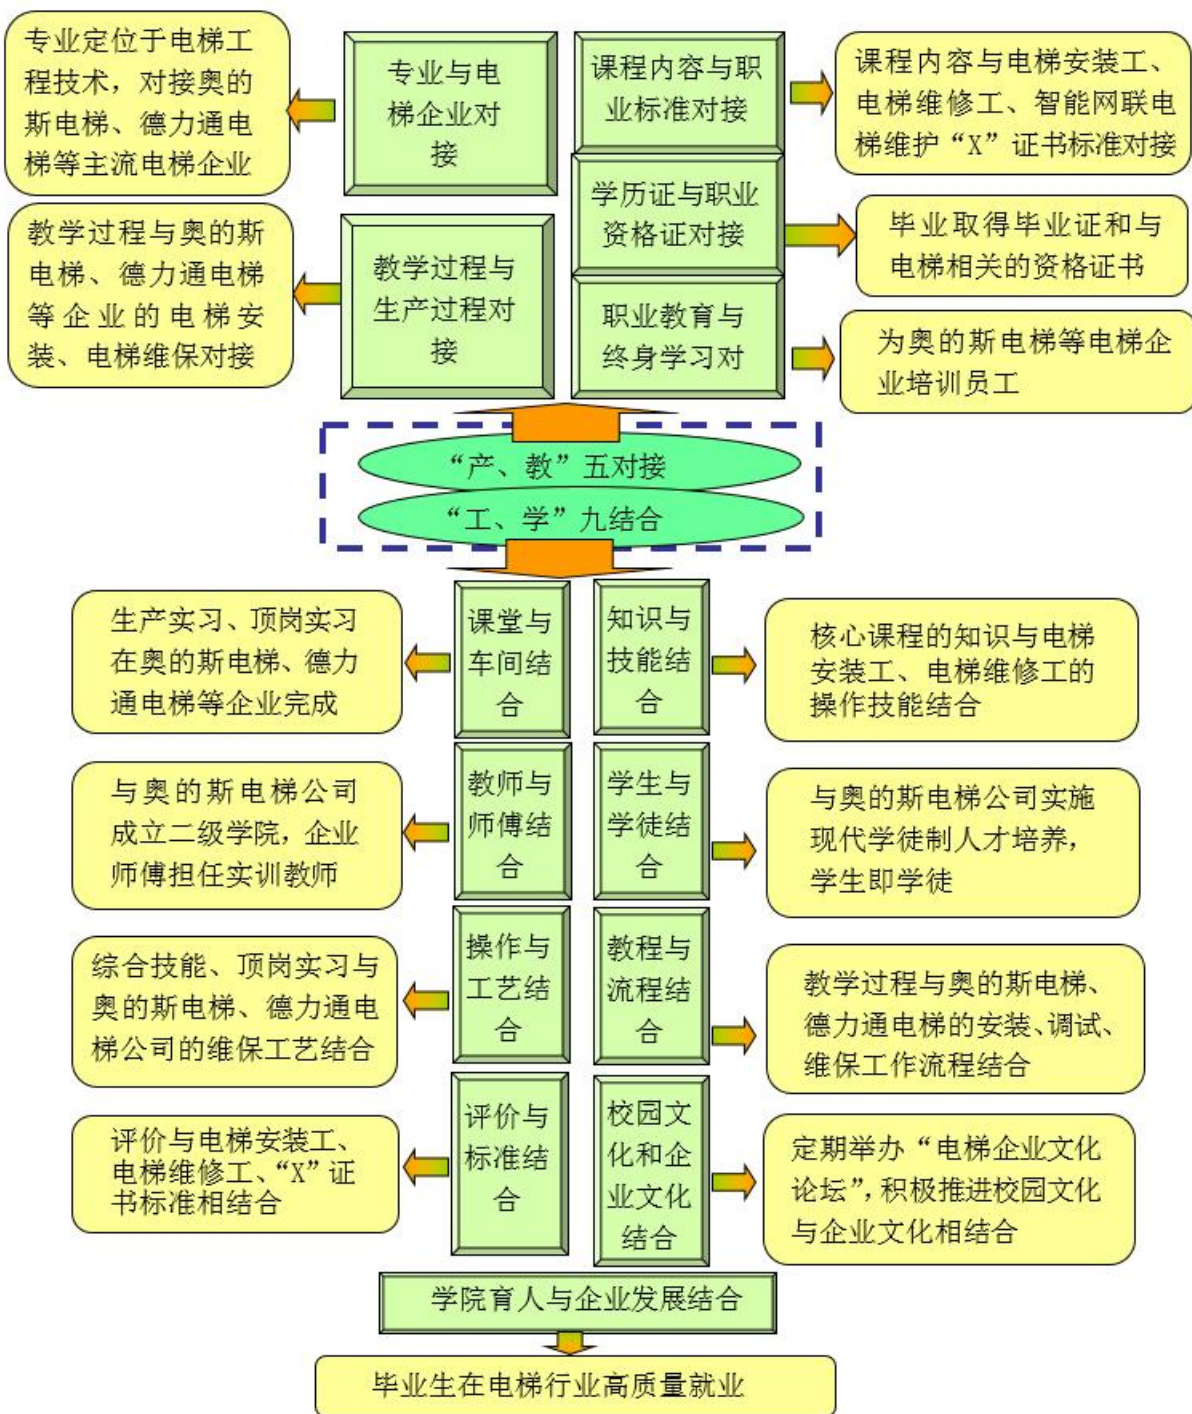 专业定位于电梯工
程技术，对接奥的
斯电梯、德力通电
梯等主流电梯企业
专业与电
梯企业对
接
课程内容与职
业标准对接
课程内容与电梯安装工、
电梯维修工、智能网联电
梯维护“X”证书标准对接
教学过程与奥的斯
电梯、德力通电梯
等企业的电梯安
装、电梯维保对接
教学过程与
生产过程对
接
学历证与职业
资格证对接
毕业取得毕业证和与
电梯相关的资格证书
职业教育与
终身学习对
为奥的斯电梯等电梯企
业培训员工
“产、教”五对接
“工、学”九结合
生产实习、顶岗实习
在奥的斯电梯、德力
通电梯等企业完成
课堂与
车间结
合
知识与
技能结
合
核心课程的知识与电梯
安装工、电梯维修工的
操作技能结合
与奥的斯电梯公司
成立二级学院，企业
师傅担任实训教师
教师与
师傅结
合
学生与
学徒结
合
与奥的斯电梯公司实施
现代学徒制人才培养，
学生即学徒
综合技能、顶岗实习与
奥的斯电梯、德力通电
梯公司的维保工艺结合
操作与
工艺结
合
教程与
流程结
合
教学过程与奥的斯电梯、
德力通电梯的安装、调试、
维保工作流程结合
评价与电梯安装工、
电梯维修工、“X”证
书标准相结合
评价与
标准结
合
校园文
化和企
业文化
结合
定期举办“电梯企业文化
论坛”，积极推进校园文化
与企业文化相结合
学院育人与企业发展结合
毕业生在电梯行业高质量就业